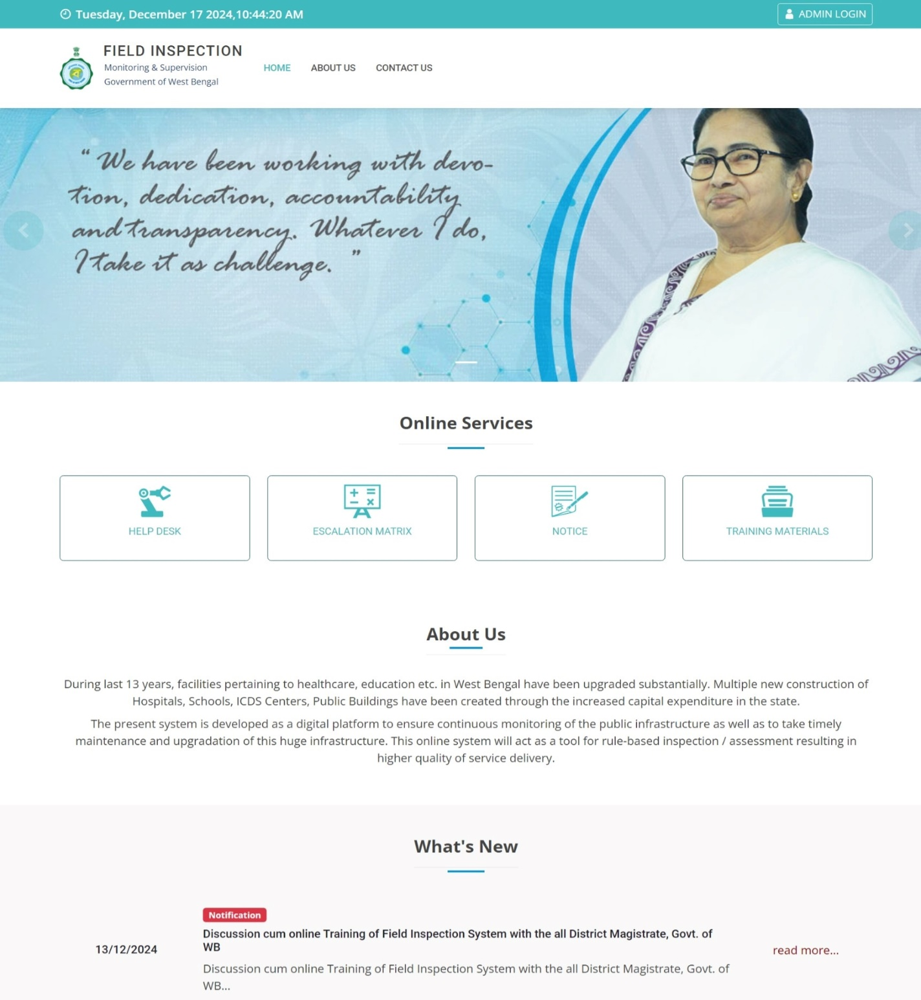 Tuesday, December 17 2024,10:44:20 AM
ADMIN LOGIN
FIELD INSPECTION
Monitoring & Supervision
Government of West Bengal
HOME
ABOUT US
CONTACT US
“ We have been working with devo-
tion, dedication, accountability
and transparency. Whatever I do,
I take it as challenge. ”
Online Services
HELP DESK
ESCALATION MATRIX
NOTICE
TRAINING MATERIALS
About Us
During last 13 years, facilities pertaining to healthcare, education etc. in West Bengal have been upgraded substantially. Multiple new construction of
Hospitals, Schools, ICDS Centers, Public Buildings have been created through the increased capital expenditure in the state.
The present system is developed as a digital platform to ensure continuous monitoring of the public infrastructure as well as to take timely
maintenance and upgradation of this huge infrastructure. This online system will act as a tool for rule-based inspection / assessment resulting in
higher quality of service delivery.
What's New
Notification
Discussion cum online Training of Field Inspection System with the all District Magistrate, Govt. of
WB
13/12/2024
read more...
Discussion cum online Training of Field Inspection System with the all District Magistrate, Govt. of
WB...